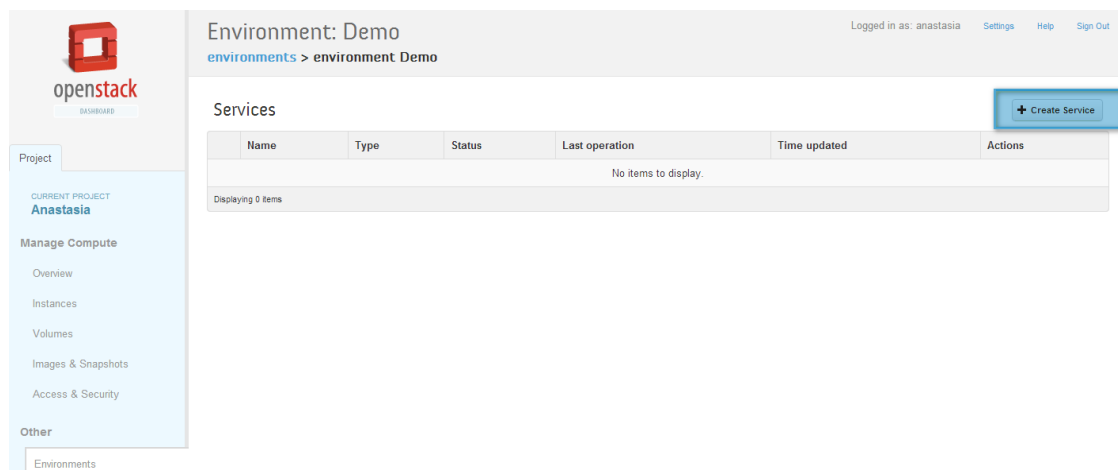 openstack
DASHBOARD
Project
CURRENT PROJECT
Anastasia
Manage Compute
Overview
Instances
Volumes
Images & Snapshots
Access & Security
Other
Environments
Environment: Demo
environments > environment Demo
Logged in as: anastasia Settings Help Sign Out
Services
+ Create Service
Name Type Status Last operation Time updated Actions
No items to display.
Displaying 0 items